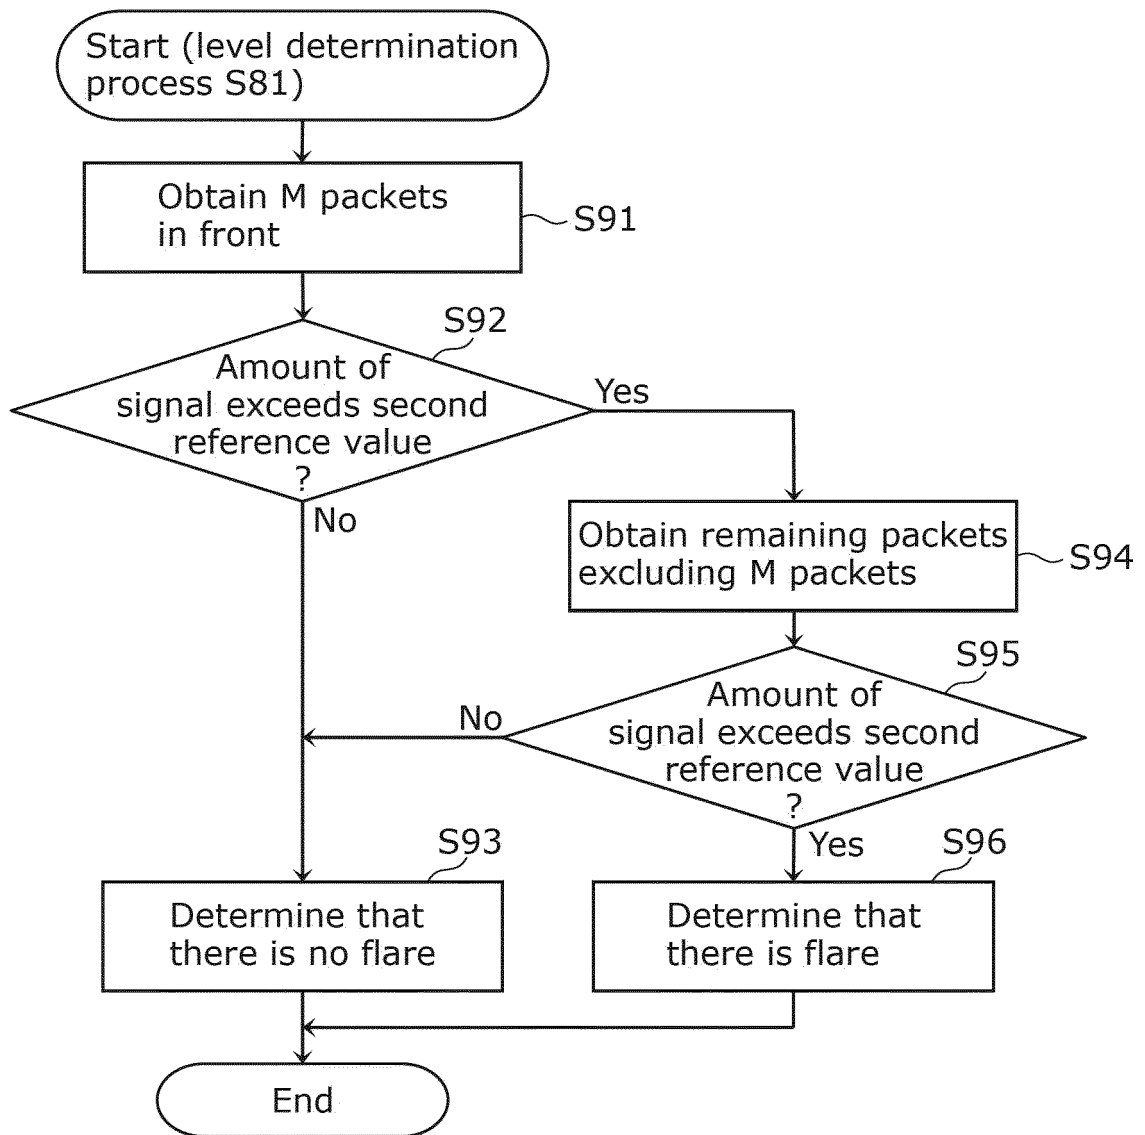 Start (level determination
process S81)
Obtain M packets
in front
S91
S92
Amount of
signal exceeds second
reference value
?
Yes
No
Obtain remaining packets
excluding M packets
S94
S95
Amount of
signal exceeds second
reference value
?
No
Yes
S93
Determine that
there is no flare
S96
Determine that
there is flare
End